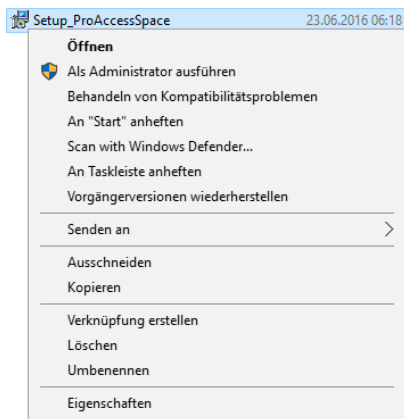 Setup_ProAccessSpace 23.06.2016 06:18
Öffnen
Als Administrator ausführen
Behandeln von Kompatibilitätsproblemen
An "Start" anheften
Scan with Windows Defender...
An Taskleiste anheften
Vorgängerversionen wiederherstellen
Senden an
Ausschneiden
Kopieren
Verknüpfung erstellen
Löschen
Umbenennen
Eigenschaften